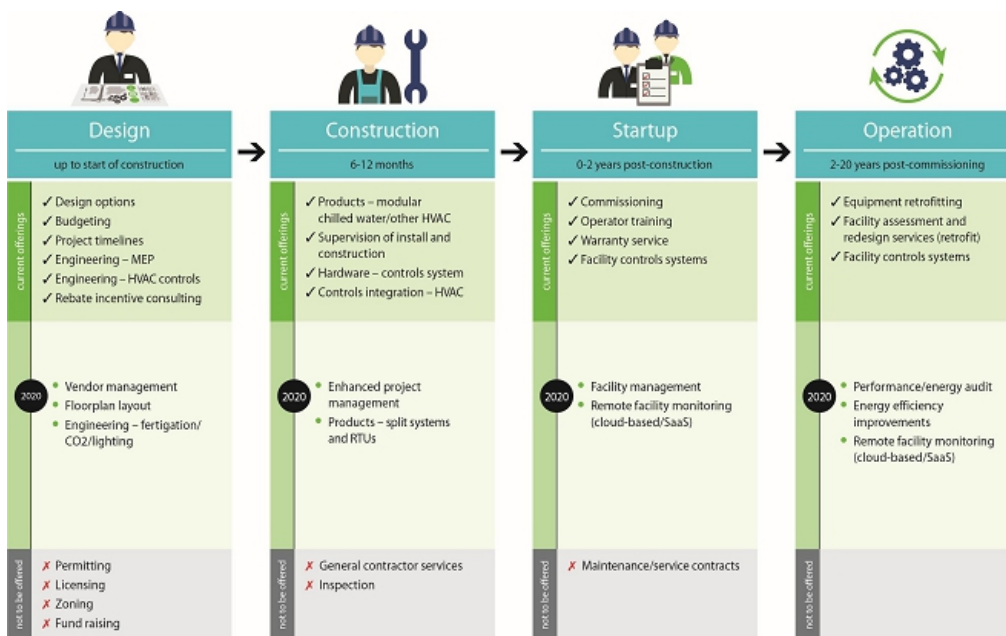 Design
up to start of construction
current offerings
✓ Design options
✓ Budgeting
✓ Project timelines
✓ Engineering – MEP
✓ Engineering – HVAC controls
✓ Rebate incentive consulting
2020
• Vendor management
• Floorplan layout
• Engineering – fertigation/
CO2/lighting
not to be offered
✗ Permitting
✗ Licensing
✗ Zoning
✗ Fund raising
Construction
6-12 months
current offerings
✓ Products – modular
chilled water/other HVAC
✓ Supervision of install and
construction
✓ Hardware – controls system
✓ Controls integration – HVAC
2020
• Enhanced project
management
• Products – split systems
and RTUs
not to be offered
✗ General contractor services
✗ Inspection
Startup
0-2 years post-construction
current offerings
✓ Commissioning
✓ Operator training
✓ Warranty service
✓ Facility controls systems
2020
• Facility management
• Remote facility monitoring
(cloud-based/SaaS)
not to be offered
✗ Maintenance/service contracts
Operation
2-20 years post-commissioning
current offerings
✓ Equipment retrofitting
✓ Facility assessment and
redesign services (retrofit)
✓ Facility controls systems
2020
• Performance/energy audit
• Energy efficiency
improvements
• Remote facility monitoring
(cloud-based/SaaS)
not to be offered